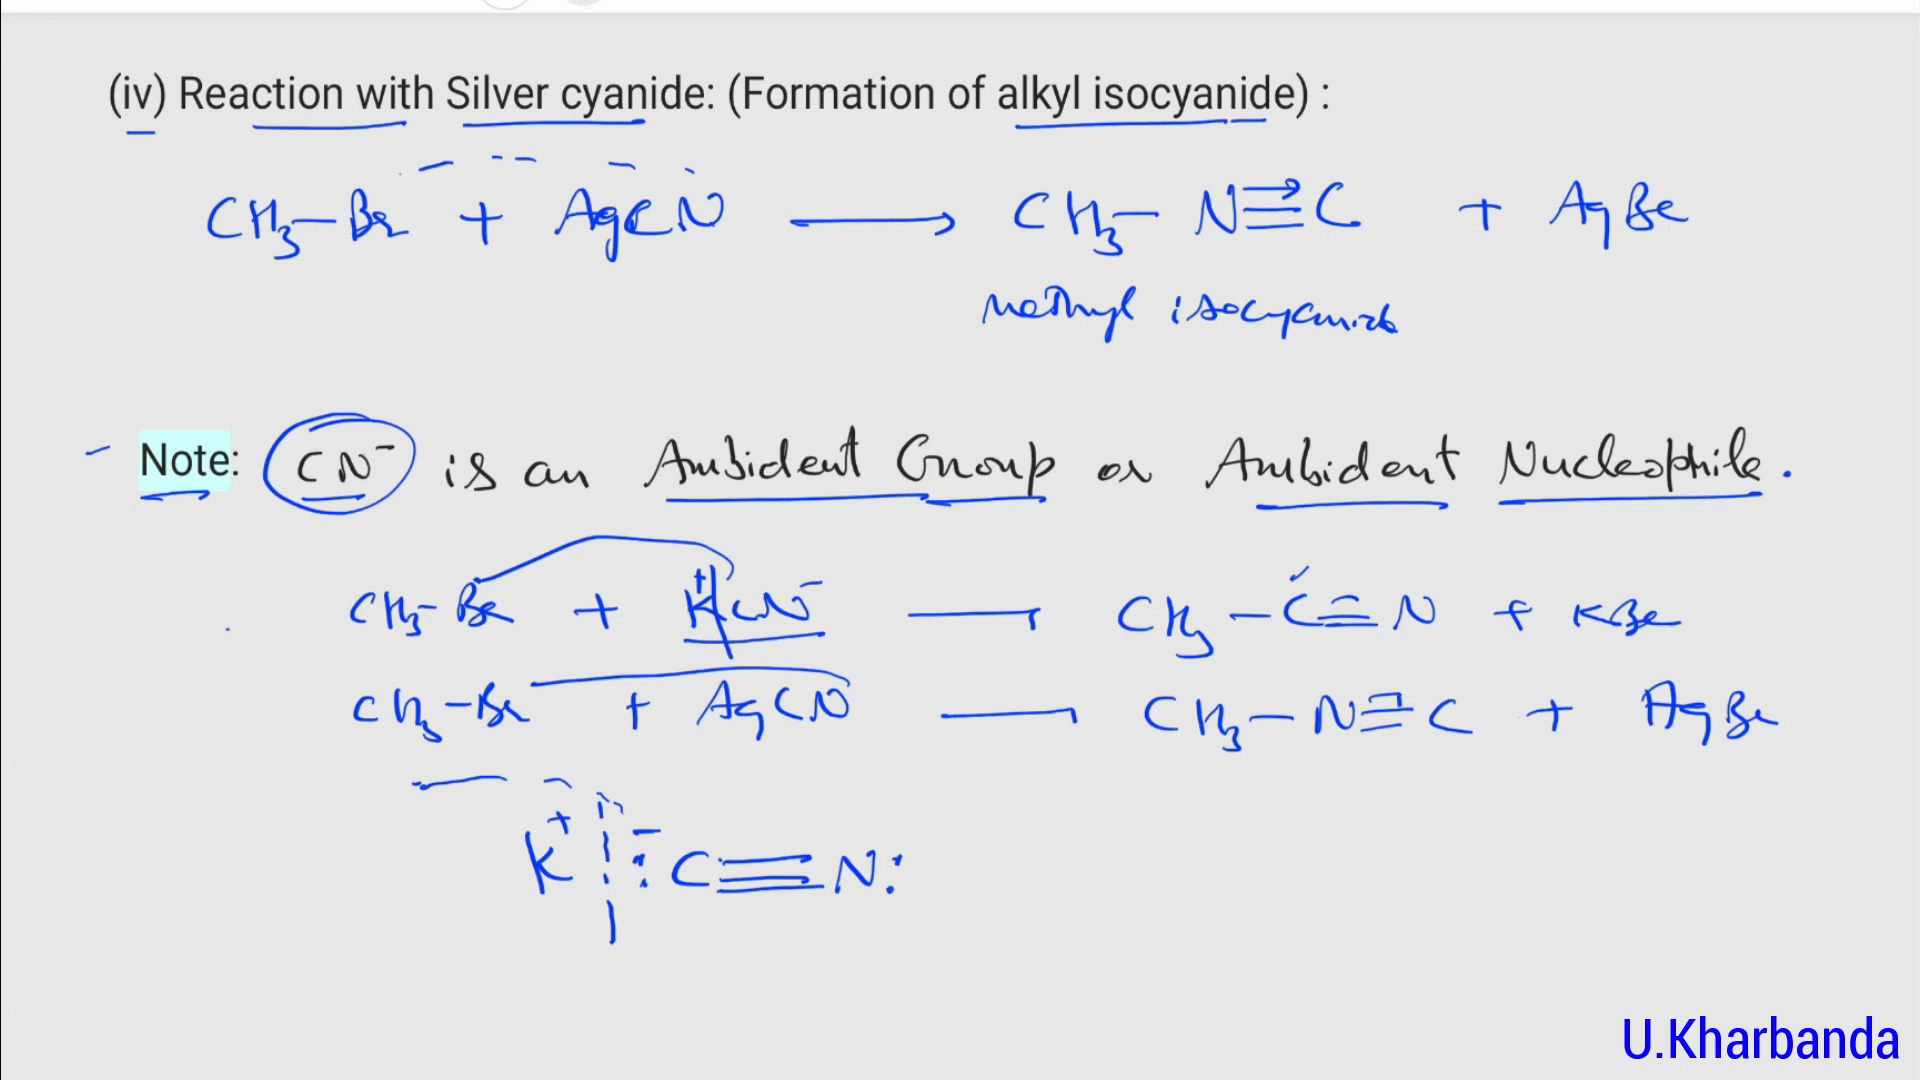 (iv) Reaction with Silver cyanide: (Formation of alkyl isocyanide) :
CH₃-Br + AgCN ⟶ CH₃-N≡C + AgBr
Methyl isocyanide
Note: CN⁻ is an Ambident Group or Ambident Nucleophile.
CH₃-Br + K⁺CN⁻ ⟶ CH₃-C≡N + KBr
CH₃-Br + AgCN ⟶ CH₃-N≡C + AgBr
K⁺ :⁻C≡N:
U.Kharbanda